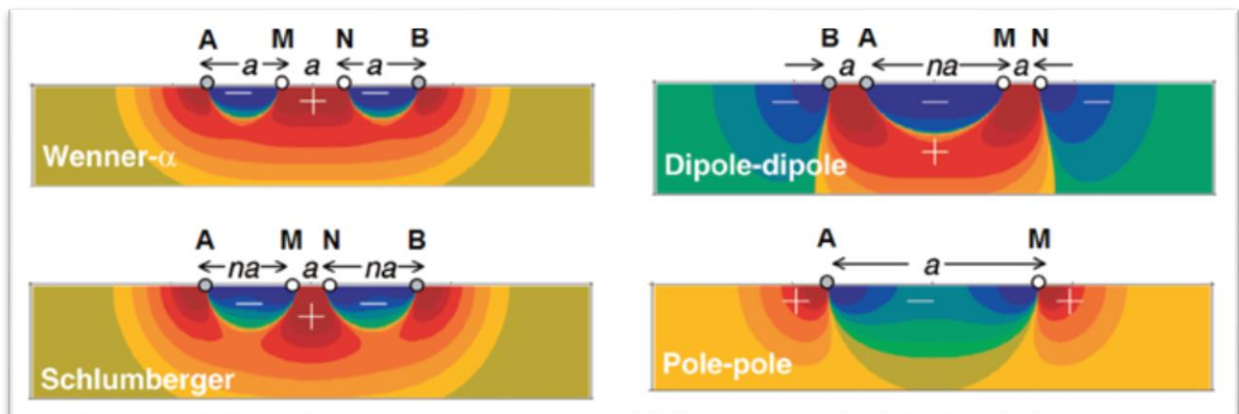 A M N B
a a a
− + −
Wenner-α
B A M N
a na a
− − −
+
Dipole-dipole
A M N B
na a na
− + −
Schlumberger
A M
a
+ − +
Pole-pole